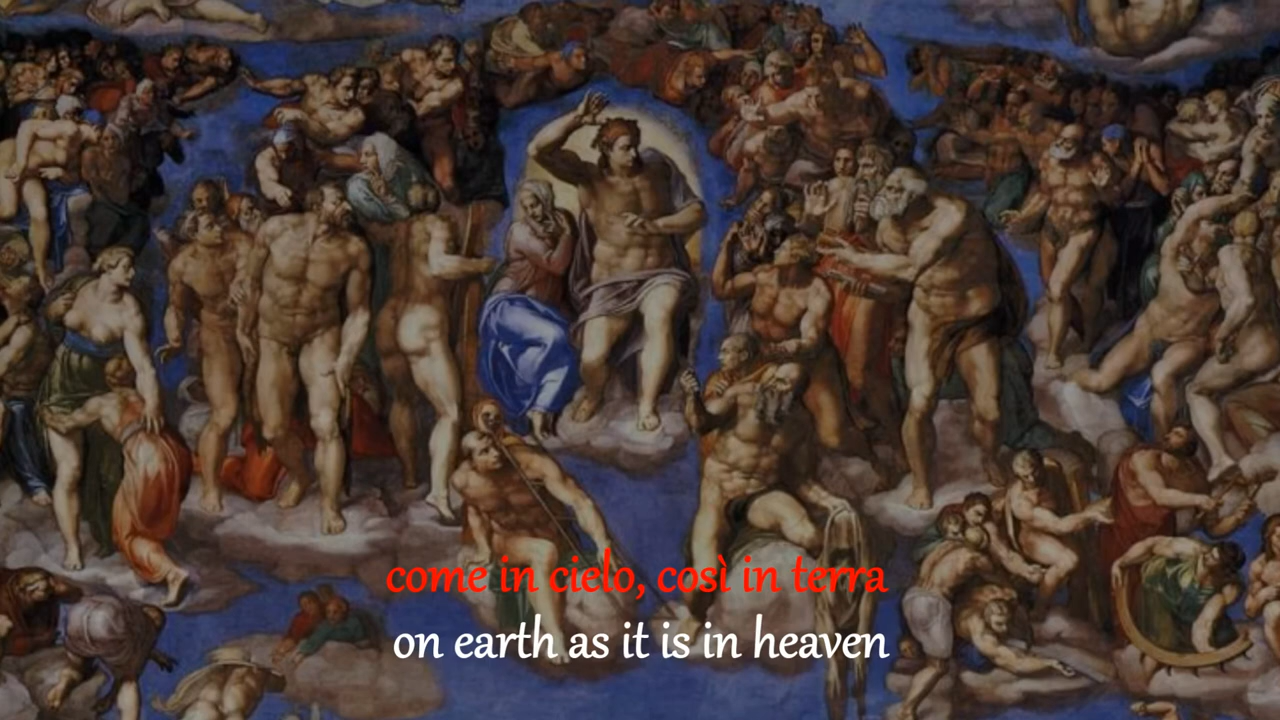 come in cielo, così in terra
on earth as it is in heaven